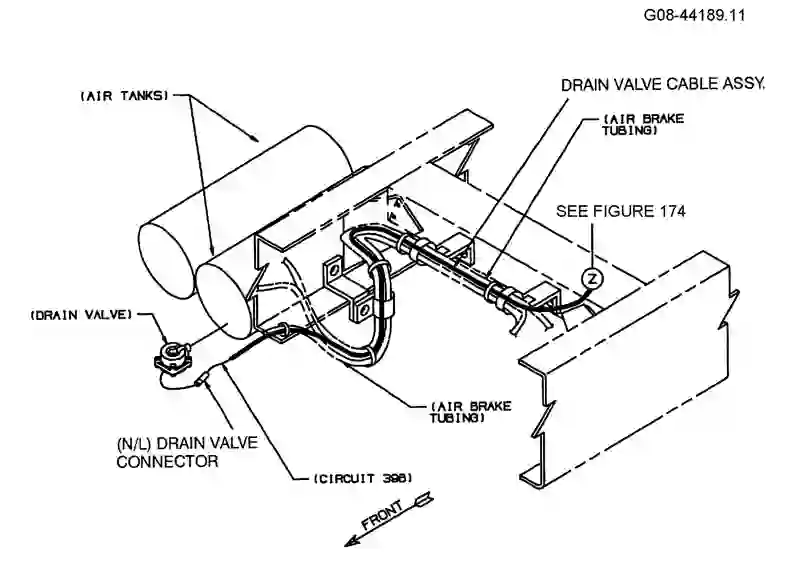 G08-44189.11
DRAIN VALVE CABLE ASSY.
(AIR TANKS)
(AIR BRAKE
TUBING)
SEE FIGURE 174
Z
(DRAIN VALVE)
(AIR BRAKE
TUBING)
(N/L) DRAIN VALVE
CONNECTOR
(CIRCUIT 396)
FRONT